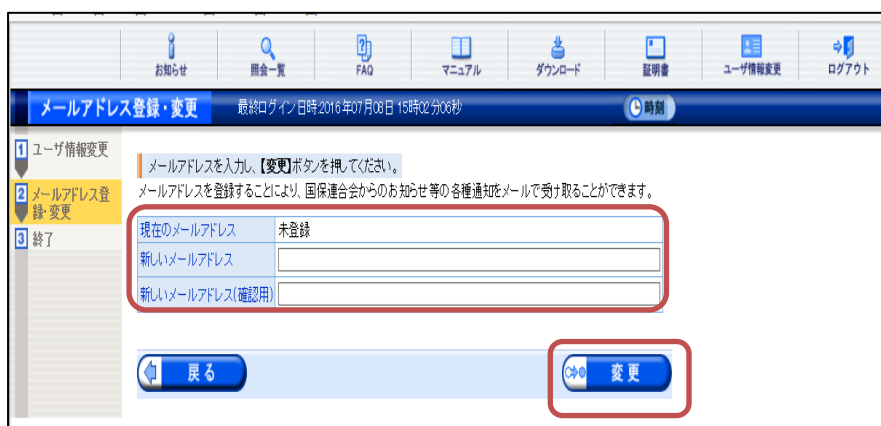 お知らせ 照会一覧 FAQ マニュアル ダウンロード 証明書 ユーザ情報変更 ログアウト
メールアドレス登録・変更 最終ログイン日時:2016年07月08日 15時02分06秒 時刻
1 ユーザ情報変更
2 メールアドレス登
録・変更
3 終了
メールアドレスを入力し、【変更】ボタンを押してください。
メールアドレスを登録することにより、国保連合会からのお知らせ等の各種通知をメールで受け取ることができます。
現在のメールアドレス 未登録
新しいメールアドレス
新しいメールアドレス(確認用)
戻る 変更